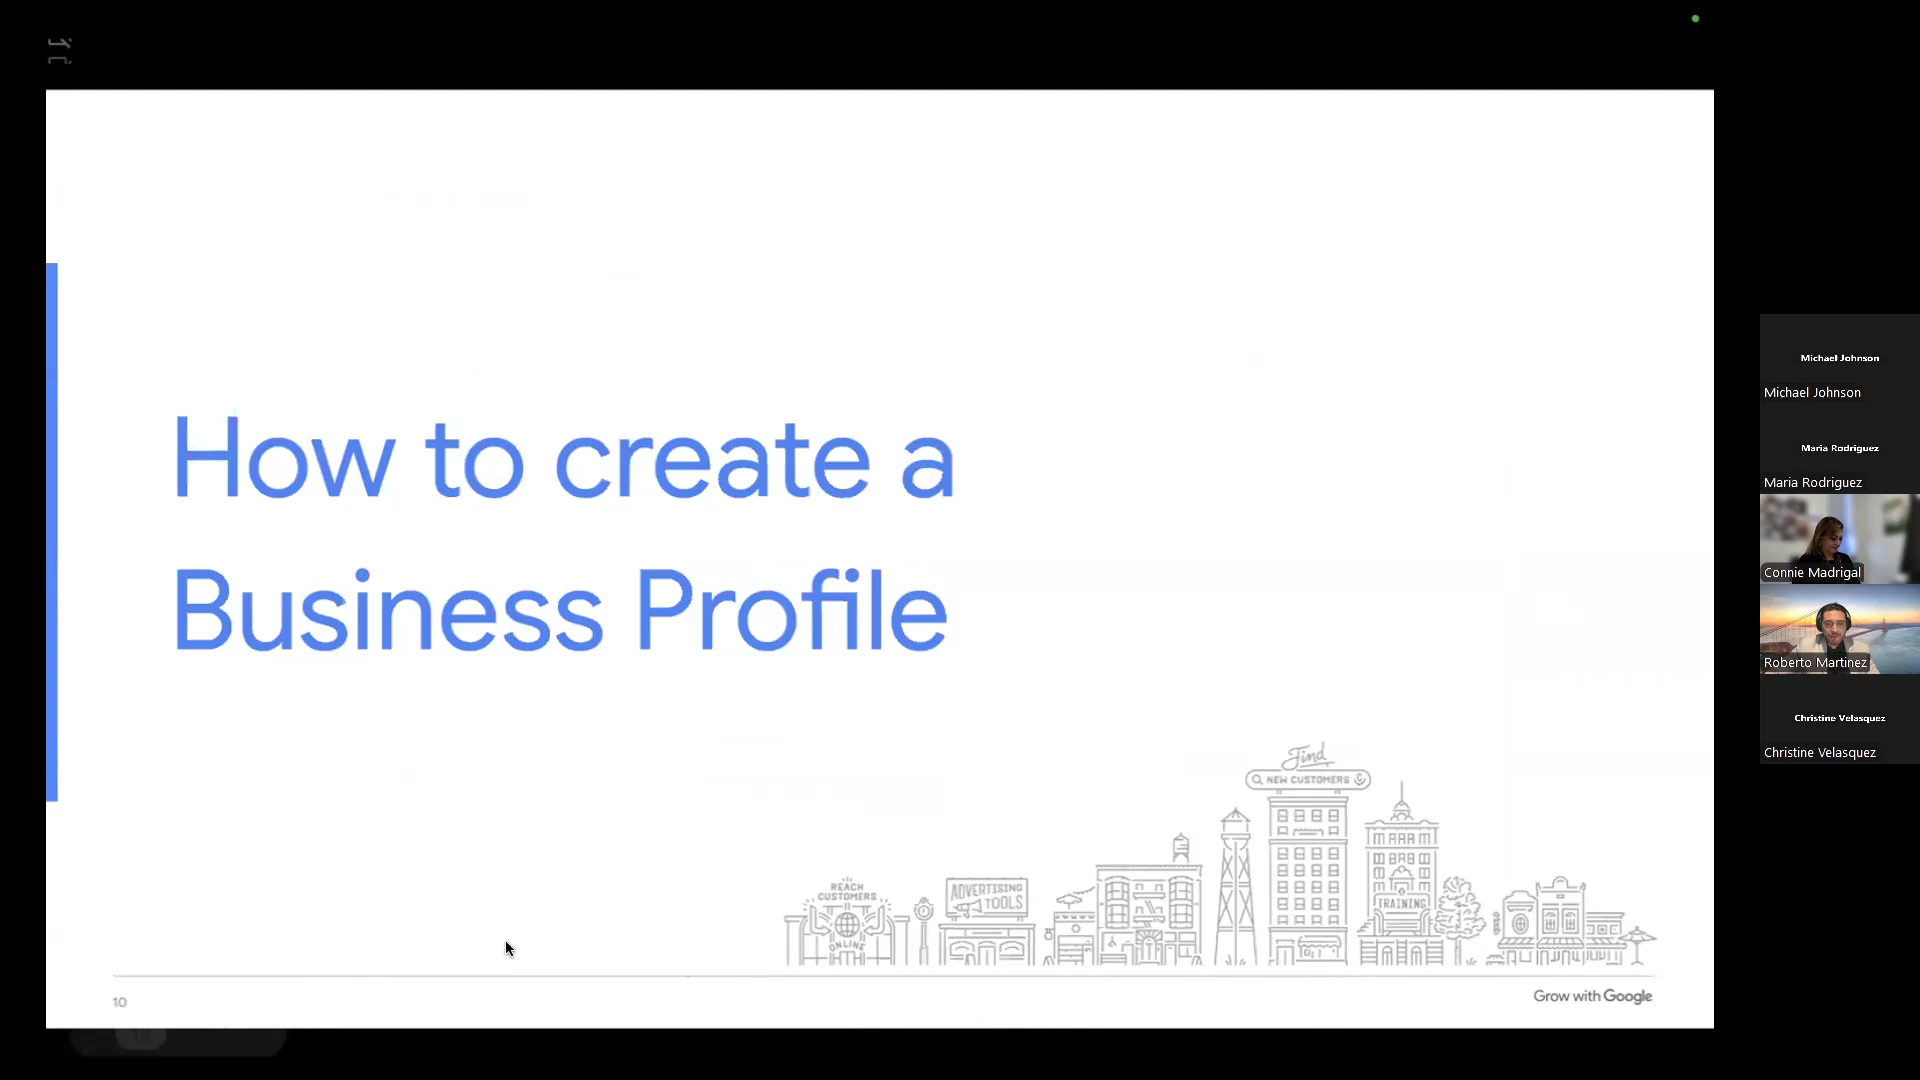 How to create a
Business Profile
Find
NEW CUSTOMERS
REACH
CUSTOMERS
ONLINE
ADVERTISING
TOOLS
TRAINING
10
Grow with Google
Michael Johnson
Michael Johnson
Maria Rodriguez
Maria Rodriguez
Connie Madrigal
Roberto Martinez
Christine Velasquez
Christine Velasquez